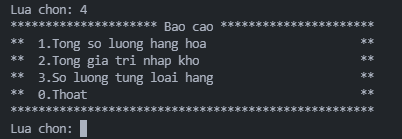 Lua chon: 4
********************* Bao cao **********************
**  1.Tong so luong hang hoa                      **
**  2.Tong gia tri nhap kho                       **
**  3.So luong tung loai hang                     **
**  0.Thoat                                       **
****************************************************
Lua chon: